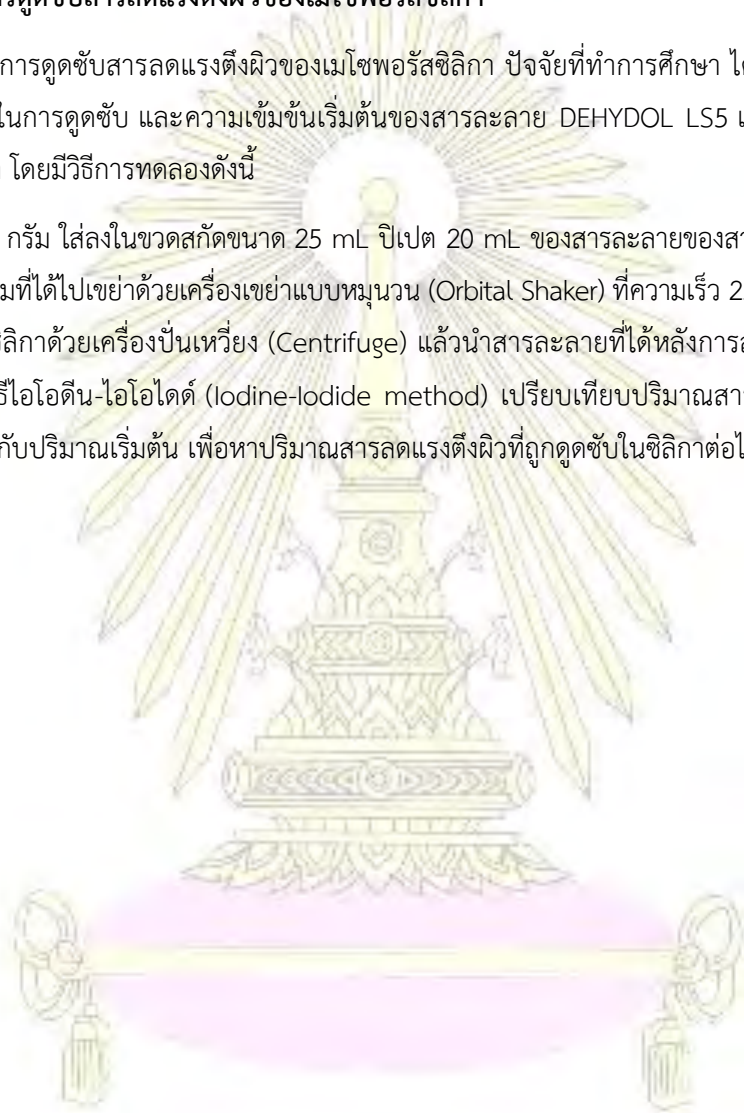 การดูดซับสารลดแรงตึงผิวของเมโซพอรัสซิลิกา
การดูดซับสารลดแรงตึงผิวของเมโซพอรัสซิลิกา ปัจจัยที่ทำการศึกษา ได้
ในการดูดซับ และความเข้มข้นเริ่มต้นของสารละลาย DEHYDOL LS5
โดยมีวิธีการทดลองดังนี้
กรัม ใส่ลงในขวดสกัดขนาด 25 mL ปิเปต 20 mL ของสารละลายของสา
มที่ได้ไปเขย่าด้วยเครื่องเขย่าแบบหมุนวน (Orbital Shaker) ที่ความเร็ว 2
ซิลิกาด้วยเครื่องปั่นเหวี่ยง (Centrifuge) แล้วนำสารละลายที่ได้หลังการ
ธีไอโอดีน-ไอโอไดด์ (Iodine-Iodide method) เปรียบเทียบปริมาณสา
กับปริมาณเริ่มต้น เพื่อหาปริมาณสารลดแรงตึงผิวที่ถูกดูดซับในซิลิกาต่อไ